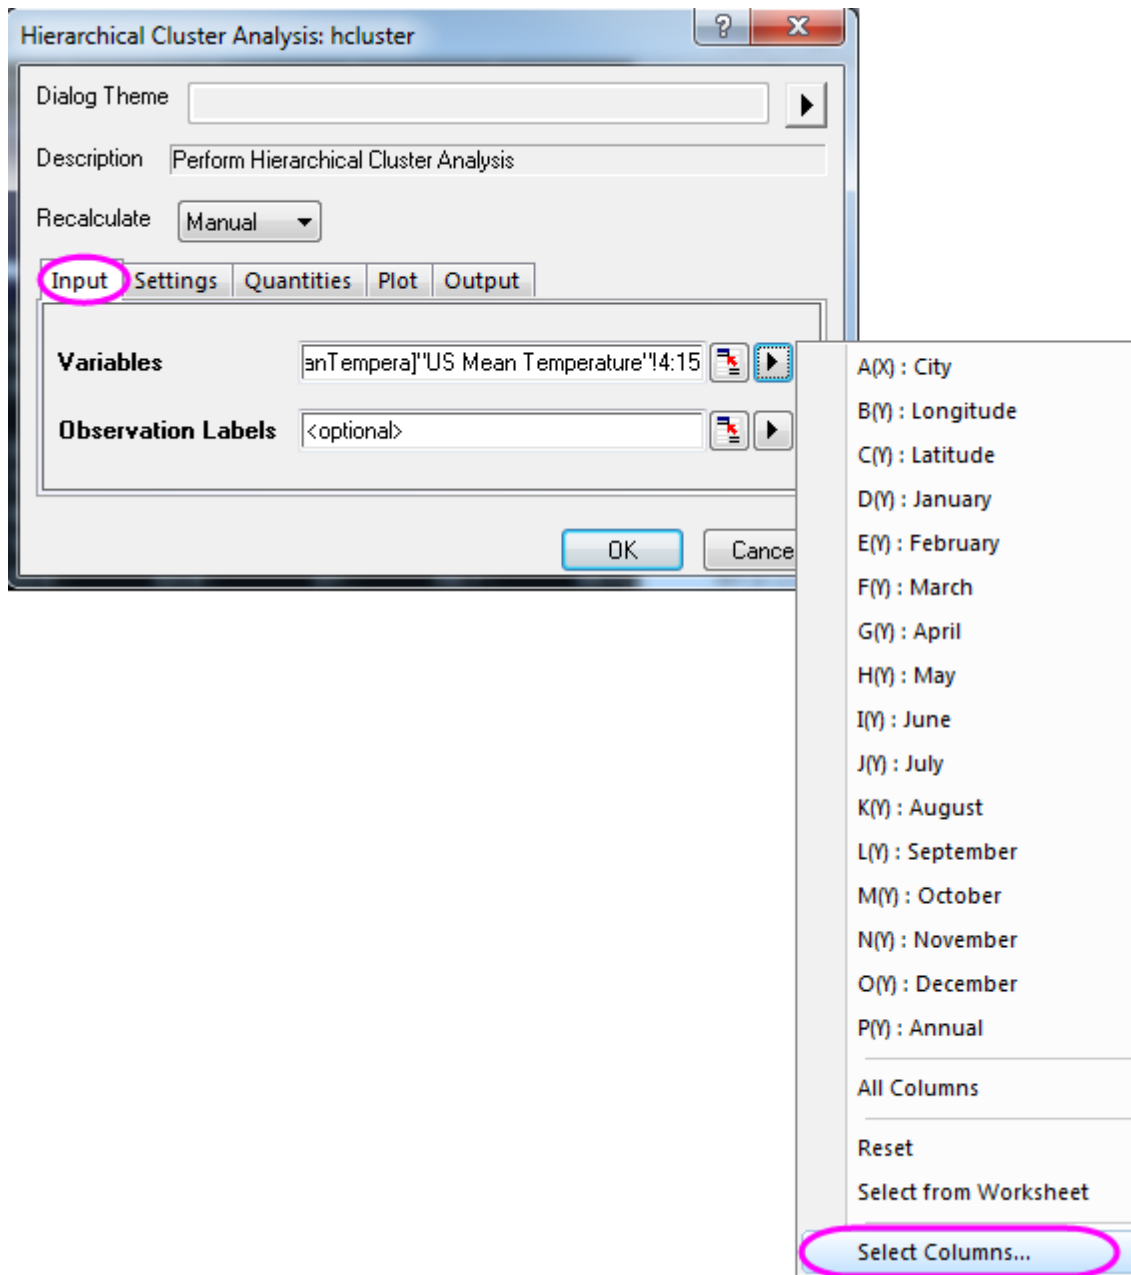 Hierarchical Cluster Analysis: hcluster
?
x
Dialog Theme
Description Perform Hierarchical Cluster Analysis
Recalculate Manual
Input Settings Quantities Plot Output
Variables anTempera]"US Mean Temperature"!4:15
Observation Labels <optional>
OK Cance
A(X) : City
B(Y) : Longitude
C(Y) : Latitude
D(Y) : January
E(Y) : February
F(Y) : March
G(Y) : April
H(Y) : May
I(Y) : June
J(Y) : July
K(Y) : August
L(Y) : September
M(Y) : October
N(Y) : November
O(Y) : December
P(Y) : Annual
All Columns
Reset
Select from Worksheet
Select Columns...